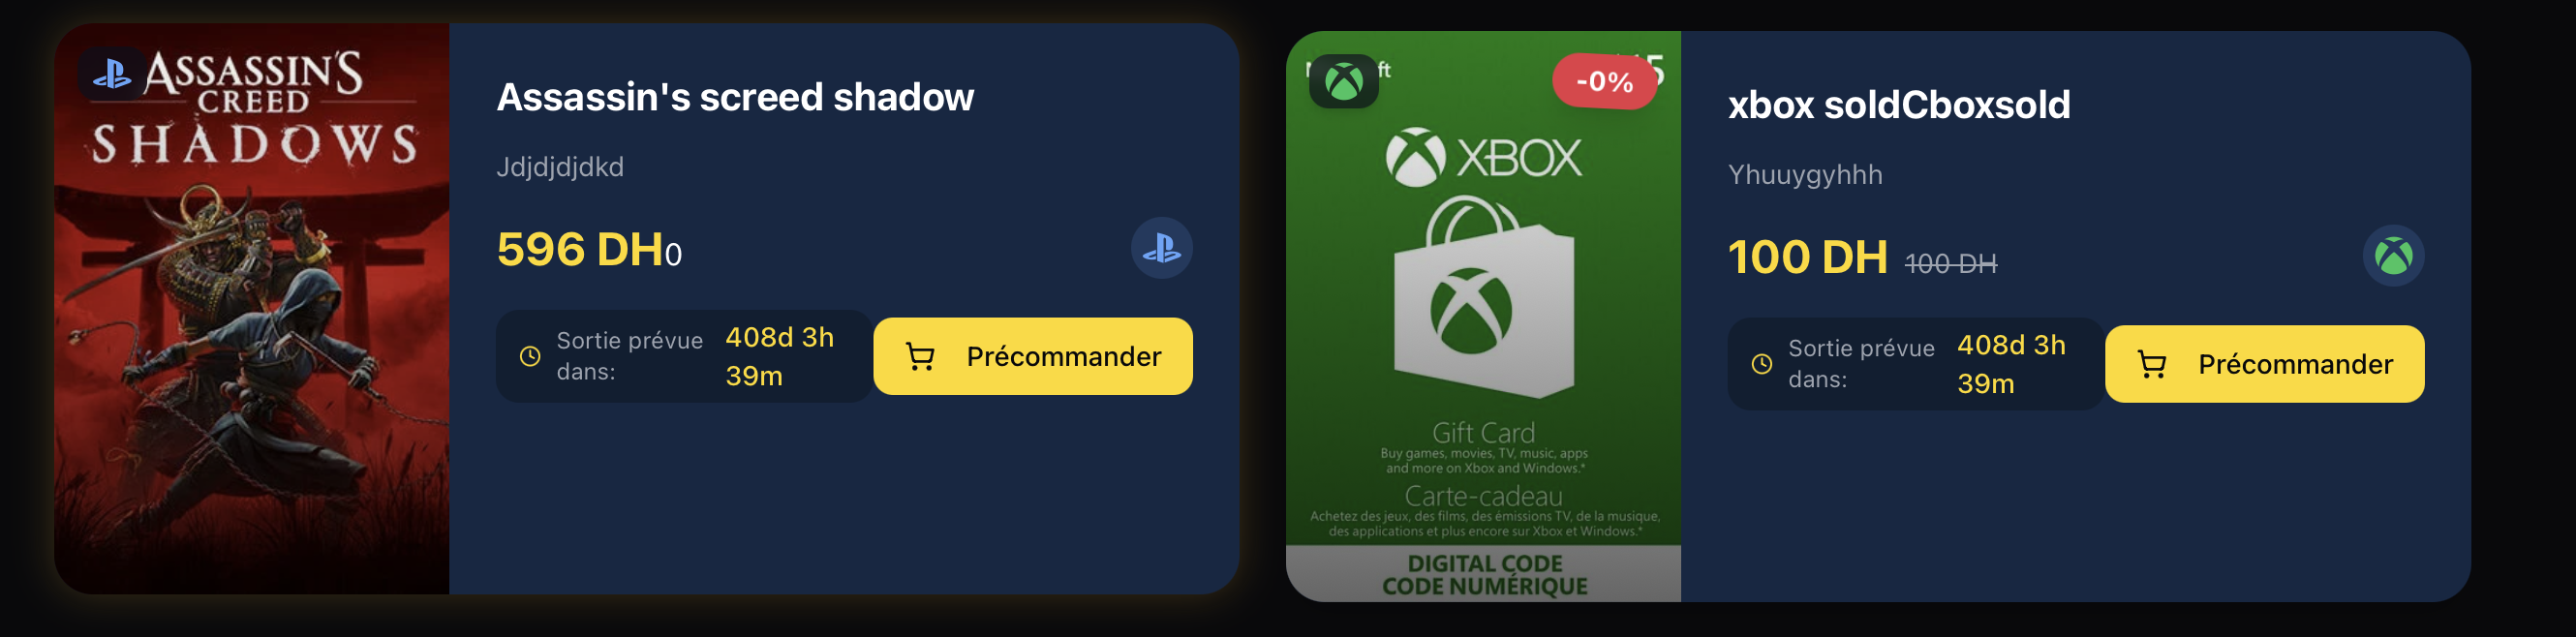 ASSASSIN'S
CREED
SHADOWS
Assassin's screed shadow
Jdjdjdjdkd
596 DH0
Sortie prévue
dans:
408d 3h
39m
Précommander
ft
-0%
5
XBOX
Gift Card
Buy games, movies, TV, music, apps
and more on Xbox and Windows.*
Carte-cadeau
Achetez des jeux, des films, des émissions TV, de la musique,
des applications et plus encore sur Xbox et Windows.*
DIGITAL CODE
CODE NUMÉRIQUE
xbox soldCboxsold
Yhuuygyhhh
100 DH 100 DH
Sortie prévue
dans:
408d 3h
39m
Précommander